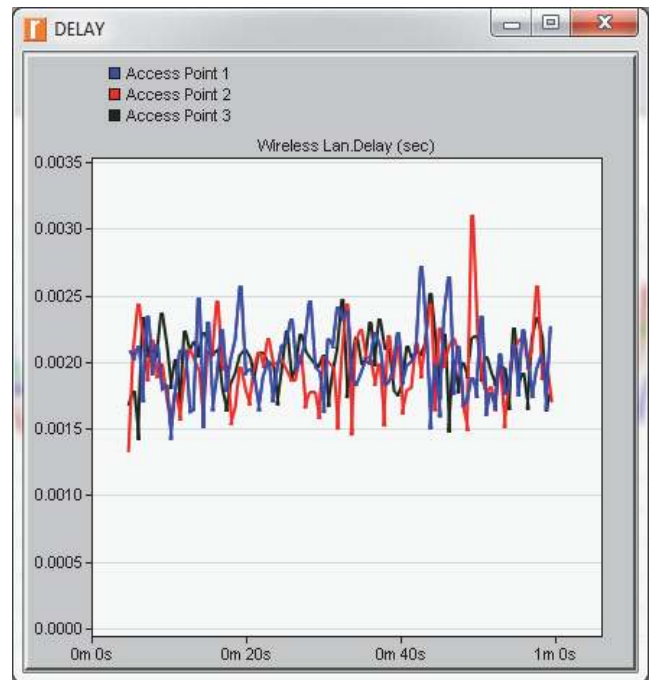 DELAY
Access Point 1
Access Point 2
Access Point 3
Wireless Lan.Delay (sec)
0.0035
0.0030
0.0025
0.0020
0.0015
0.0010
0.0005
0.0000
0m 0s
0m 20s
0m 40s
1m 0s